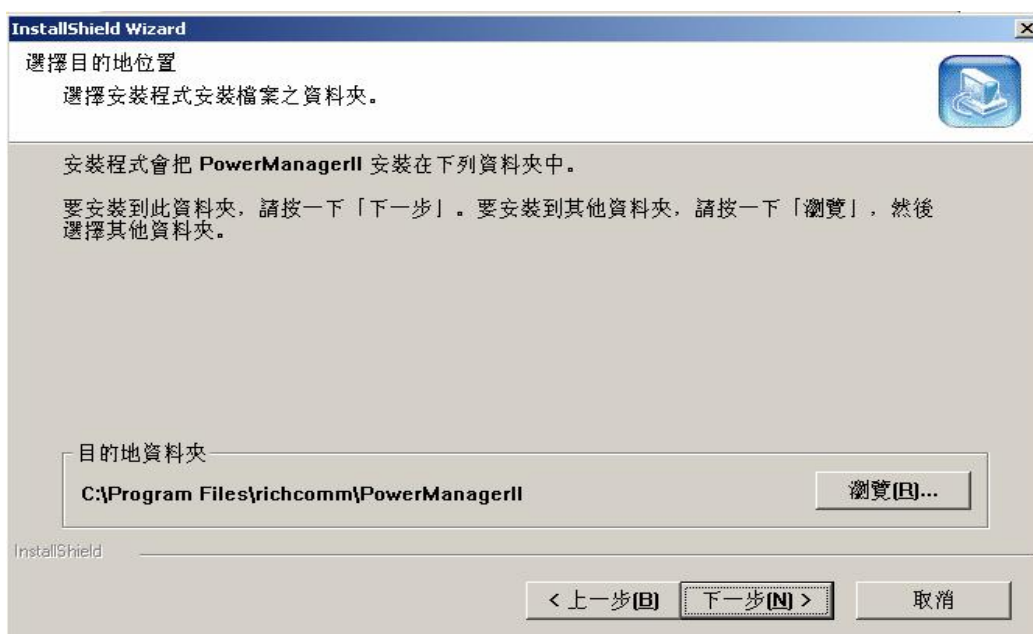 InstallShield Wizard
選擇目的地位置
選擇安裝程式安裝檔案之資料夾。
安裝程式會把 PowerManagerII 安裝在下列資料夾中。
要安裝到此資料夾，請按一下「下一步」。要安裝到其他資料夾，請按一下「瀏覽」，然後
選擇其他資料夾。
目的地資料夾
C:\Program Files\richcomm\PowerManagerII
瀏覽(R)...
InstallShield
< 上一步(B)
下一步(N) >
取消